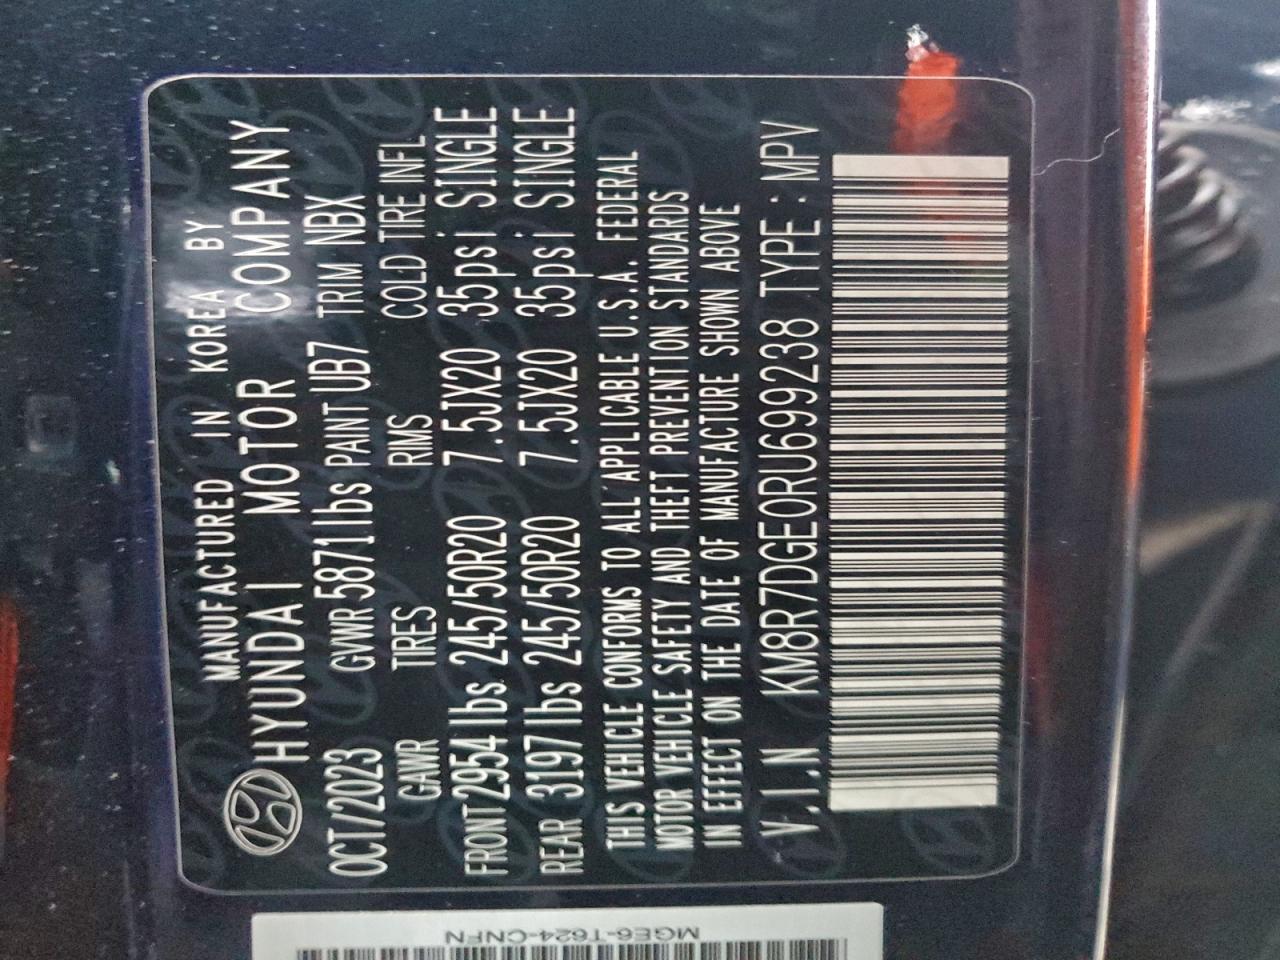 MANUFACTURED IN KOREA BY
HYUNDAI MOTOR COMPANY
OCT/2023 GVWR 5871lbs PAINT UB7 TRIM NBX
GAWR TIRES RIMS COLD TIRE INFL
FRONT 2954lbs 245/50R20 7.5JX20 35psi SINGLE
REAR 3197lbs 245/50R20 7.5JX20 35psi SINGLE
THIS VEHICLE CONFORMS TO ALL APPLICABLE U.S.A. FEDERAL
MOTOR VEHICLE SAFETY AND THEFT PREVENTION STANDARDS
IN EFFECT ON THE DATE OF MANUFACTURE SHOWN ABOVE
V.I.N KM8R7DGE0RU699238 TYPE : MPV
MGE6-T624-CNFN